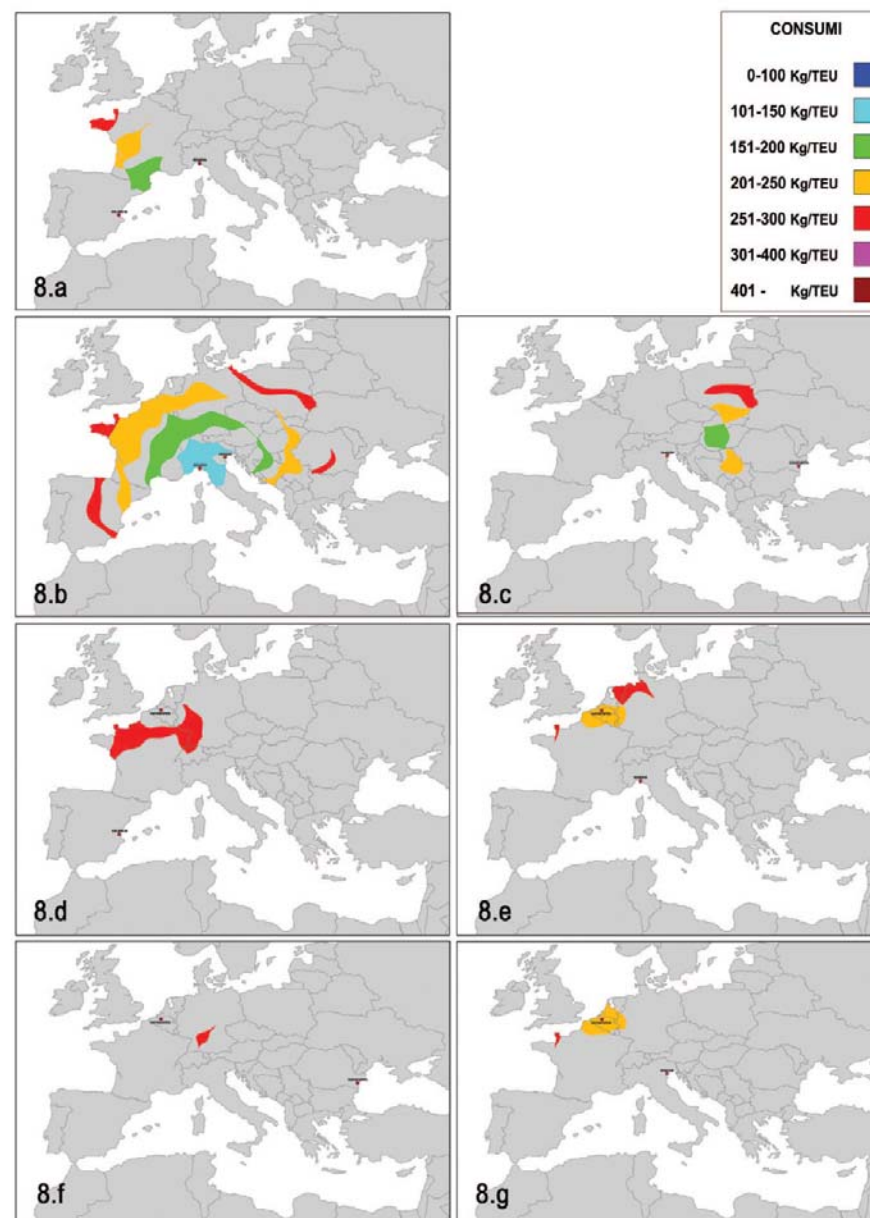 CONSUMI
0-100 Kg/TEU
101-150 Kg/TEU
151-200 Kg/TEU
201-250 Kg/TEU
251-300 Kg/TEU
301-400 Kg/TEU
401 - Kg/TEU
8.a
8.b
8.c
8.d
8.e
8.f
8.g